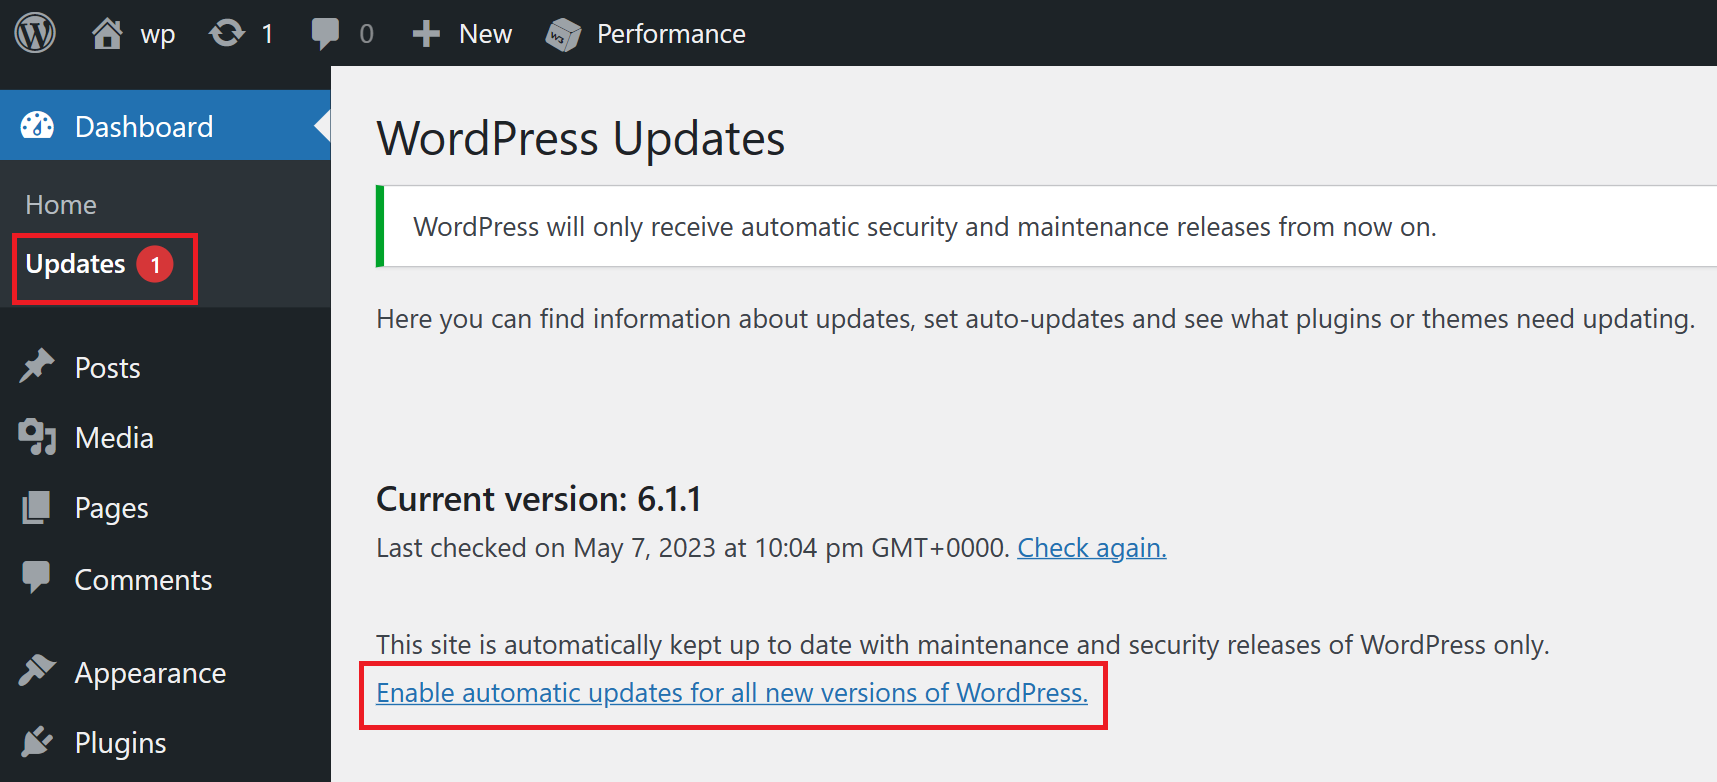 wp 1 0 New Performance
Dashboard
Home
Updates 1
Posts
Media
Pages
Comments
Appearance
Plugins
WordPress Updates
WordPress will only receive automatic security and maintenance releases from now on.
Here you can find information about updates, set auto-updates and see what plugins or themes need updating.
Current version: 6.1.1
Last checked on May 7, 2023 at 10:04 pm GMT+0000. Check again.
This site is automatically kept up to date with maintenance and security releases of WordPress only.
Enable automatic updates for all new versions of WordPress.